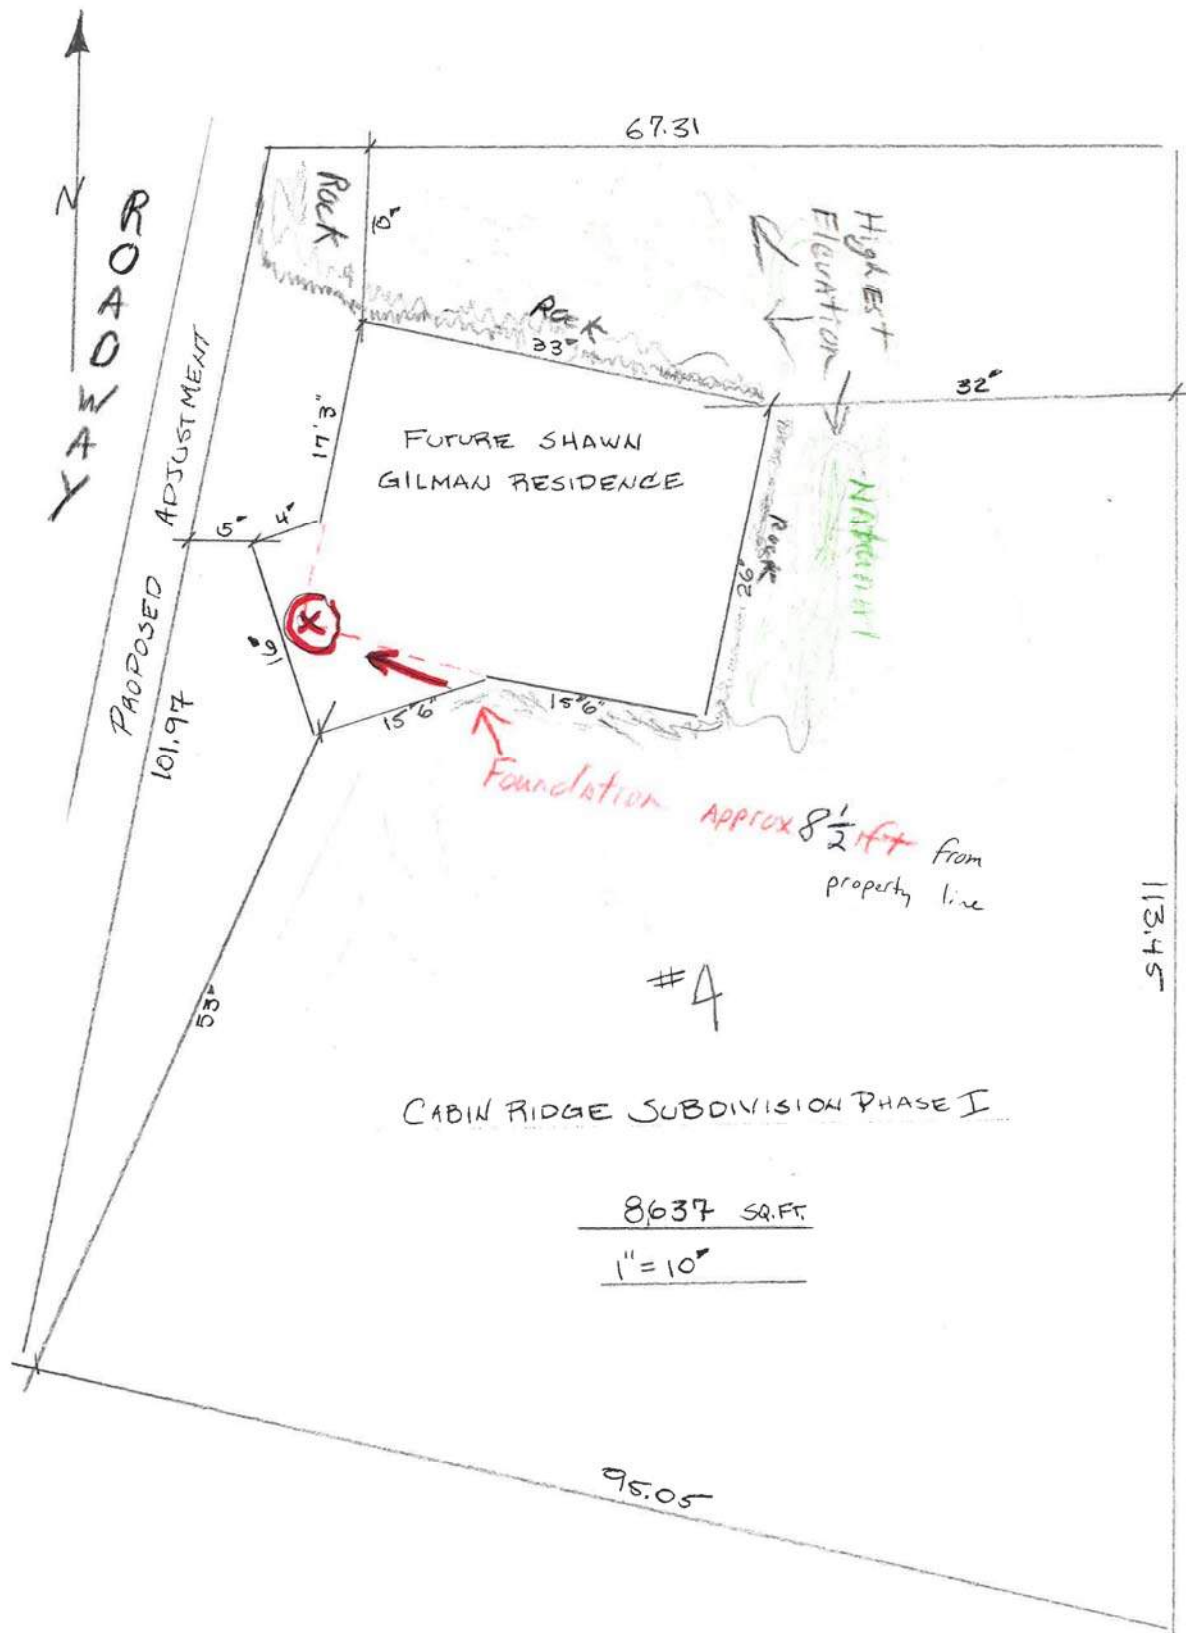 67.31
N
ROADWAY
Rock
10'
Highest
Elevation
Rock
33'
32'
PROPOSED ADJUSTMENT
17'3"
FUTURE SHAWN
GILMAN RESIDENCE
Natural
Rock
26'
5'
4'
X
16'
101.97
15'6"
15'6"
Foundation Approx 8 1/2 ft from
property line
113.45
#4
53'
CABIN RIDGE SUBDIVISION PHASE I
8,637 SQ.FT.
1"=10'
95.05